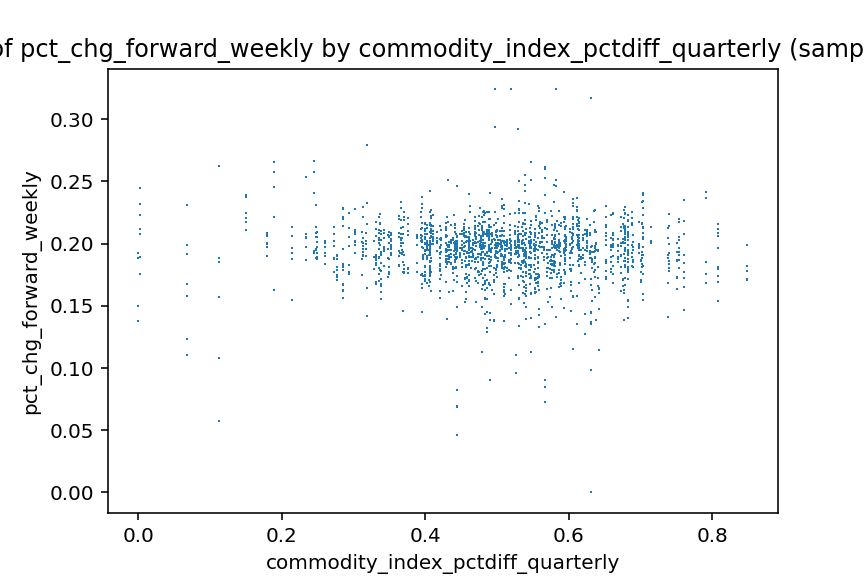 of pct_chg_forward_weekly by commodity_index_pctdiff_quarterly (samp
pct_chg_forward_weekly
0.30
0.25
0.20
0.15
0.10
0.05
0.00
0.0 0.2 0.4 0.6 0.8
commodity_index_pctdiff_quarterly